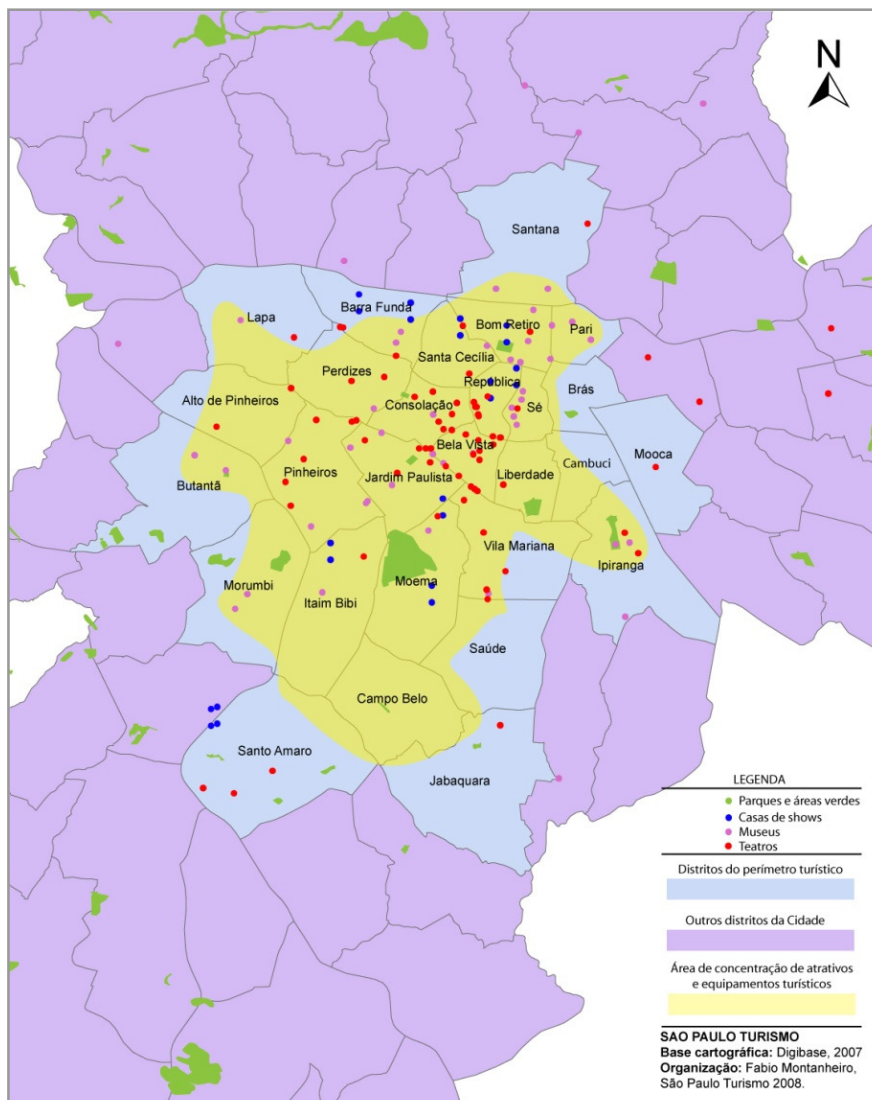 N
Santana
Lapa
Barra Funda
Bom Retiro
Pari
Santa Cecília
Perdizes
República
Brás
Alto de Pinheiros
Consolação
Sé
Bela Vista
Mooca
Cambuci
Pinheiros
Jardim Paulista
Liberdade
Butantã
Vila Mariana
Ipiranga
Morumbi
Moema
Itaim Bibi
Saúde
Campo Belo
Santo Amaro
Jabaquara
LEGENDA
Parques e áreas verdes
Casas de shows
Museus
Teatros
Distritos do perímetro turístico
Outros distritos da Cidade
Área de concentração de atrativos
e equipamentos turísticos
SAO PAULO TURISMO
Base cartográfica: Digibase, 2007
Organização: Fabio Montanheiro,
São Paulo Turismo 2008.